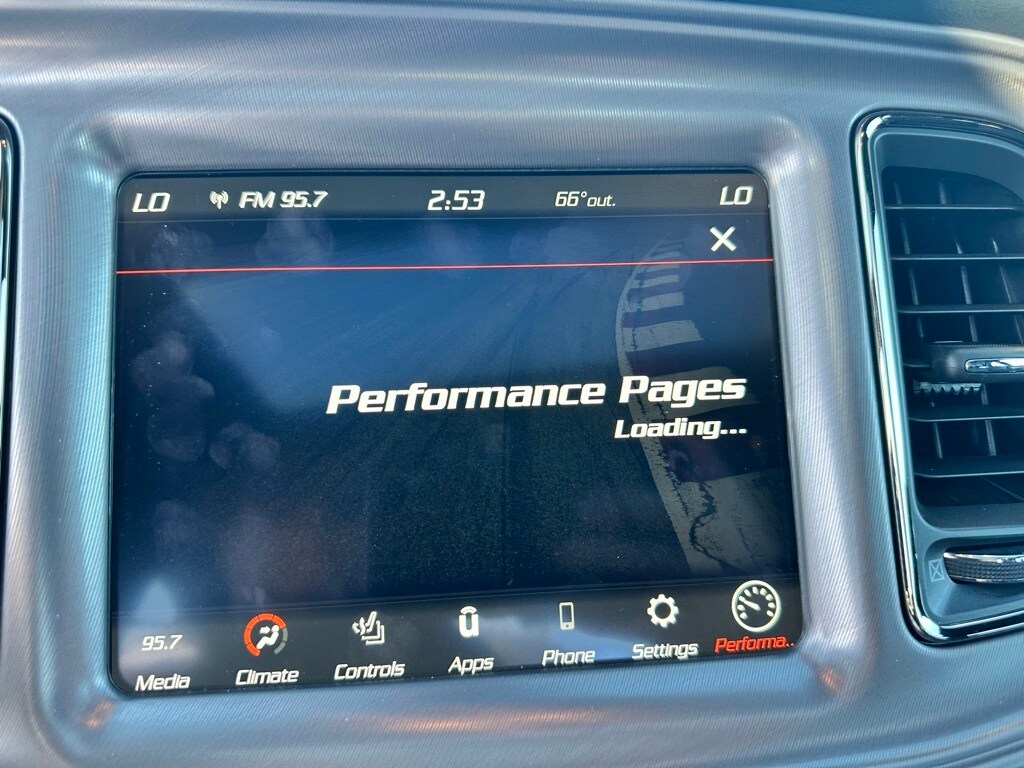 LO FM 95.7 2:53 66°out. LO
Performance Pages
Loading...
95.7
Media Climate Controls Apps Phone Settings Performa..